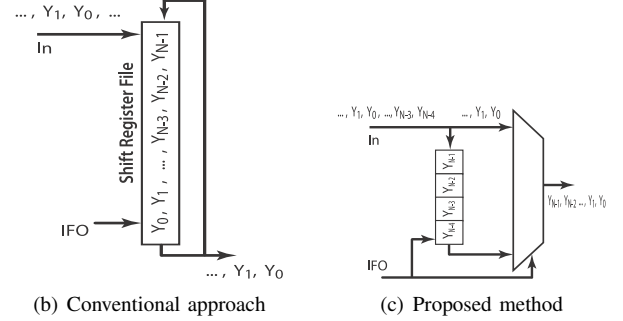 ..., Y1, Y0, ...
In
Shift Register File
Y0, Y1, ..., YN-3, YN-2, YN-1
IFO
..., Y1, Y0
(b) Conventional approach
..., Y1, Y0, ..., YN-3, YN-4
..., Y1, Y0
In
YN-1
YN-2
YN-3
YN-4
YN-1, YN-2 ..., Y1, Y0
IFO
(c) Proposed method